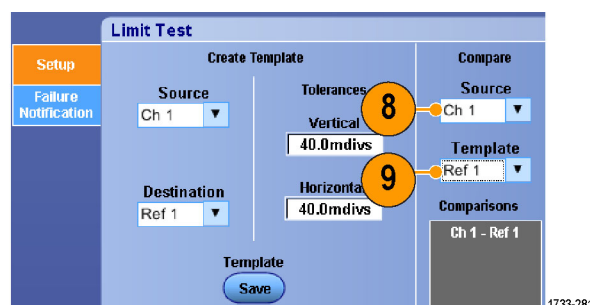 Limit Test
Setup
Failure
Notification
Create Template
Source
Ch 1
Destination
Ref 1
Tolerances
Vertical
40.0mdivs
Horizonta
40.0mdivs
Template
Save
Compare
8
Source
Ch 1
9
Template
Ref 1
Comparisons
Ch 1 - Ref 1